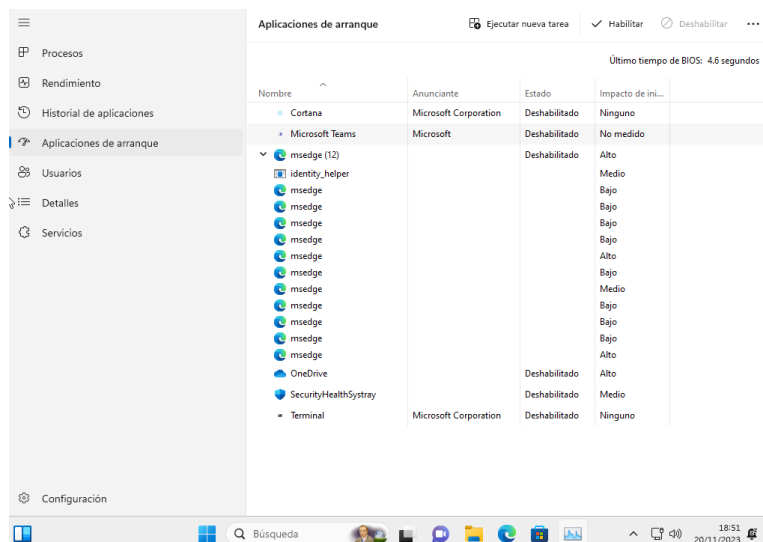 Aplicaciones de arranque
Ejecutar nueva tarea
Habilitar
Deshabilitar
Procesos
Rendimiento
Historial de aplicaciones
Aplicaciones de arranque
Usuarios
Detalles
Servicios
Configuración
Último tiempo de BIOS: 4.6 segundos
Nombre Anunciante Estado Impacto de ini...
Cortana Microsoft Corporation Deshabilitado Ninguno
Microsoft Teams Microsoft Deshabilitado No medido
msedge (12) Deshabilitado Alto
identity_helper Medio
msedge Bajo
msedge Bajo
msedge Bajo
msedge Bajo
msedge Alto
msedge Bajo
msedge Medio
msedge Bajo
msedge Bajo
msedge Bajo
msedge Alto
OneDrive Deshabilitado Alto
SecurityHealthSystray Deshabilitado Medio
Terminal Microsoft Corporation Deshabilitado Ninguno
Búsqueda
18:51
20/11/2023